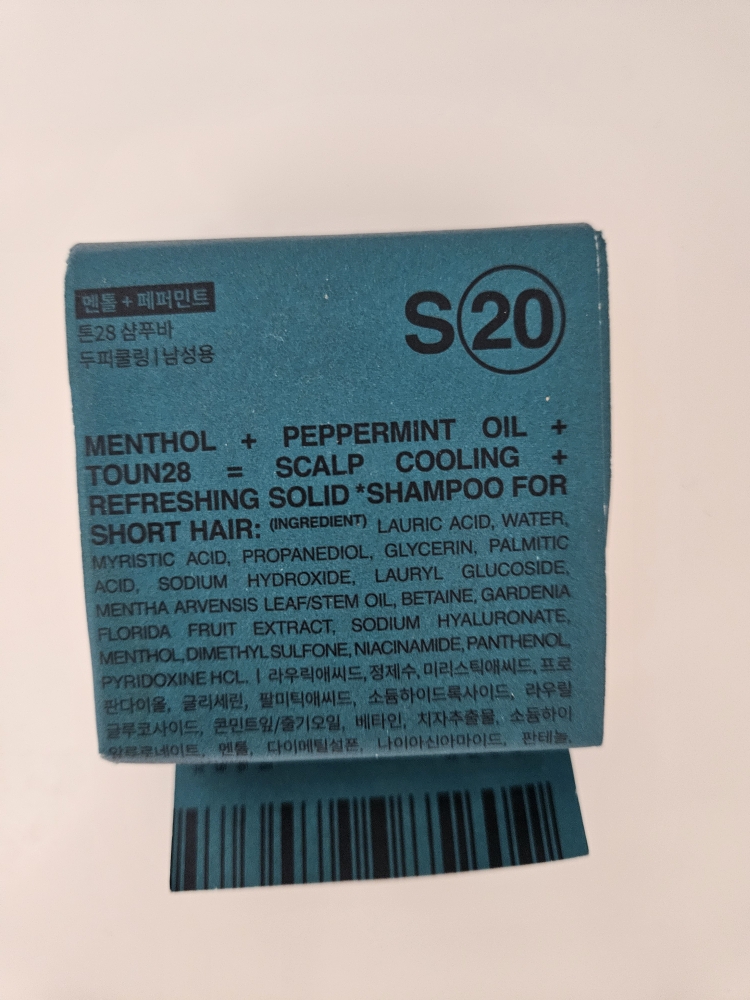 멘톨 + 페퍼민트
톤28 샴푸바
두피쿨링 | 남성용
S 20
MENTHOL + PEPPERMINT OIL +
TOUN28 = SCALP COOLING +
REFRESHING SOLID *SHAMPOO FOR
SHORT HAIR: (INGREDIENT) LAURIC ACID, WATER,
MYRISTIC ACID, PROPANEDIOL, GLYCERIN, PALMITIC
ACID, SODIUM HYDROXIDE, LAURYL GLUCOSIDE,
MENTHA ARVENSIS LEAF/STEM OIL, BETAINE, GARDENIA
FLORIDA FRUIT EXTRACT, SODIUM HYALURONATE,
MENTHOL, DIMETHYL SULFONE, NIACINAMIDE, PANTHENOL,
PYRIDOXINE HCL. | 라우릭애씨드, 정제수, 미리스틱애씨드, 프로
판다이올, 글리세린, 팔미틱애씨드, 소듐하이드록사이드, 라우릴
글루코사이드, 콘민트잎/줄기오일, 베타인, 치자추출물, 소듐하이
알루로네이트, 멘톨, 다이메틸설폰, 나이아신아마이드, 판테놀,